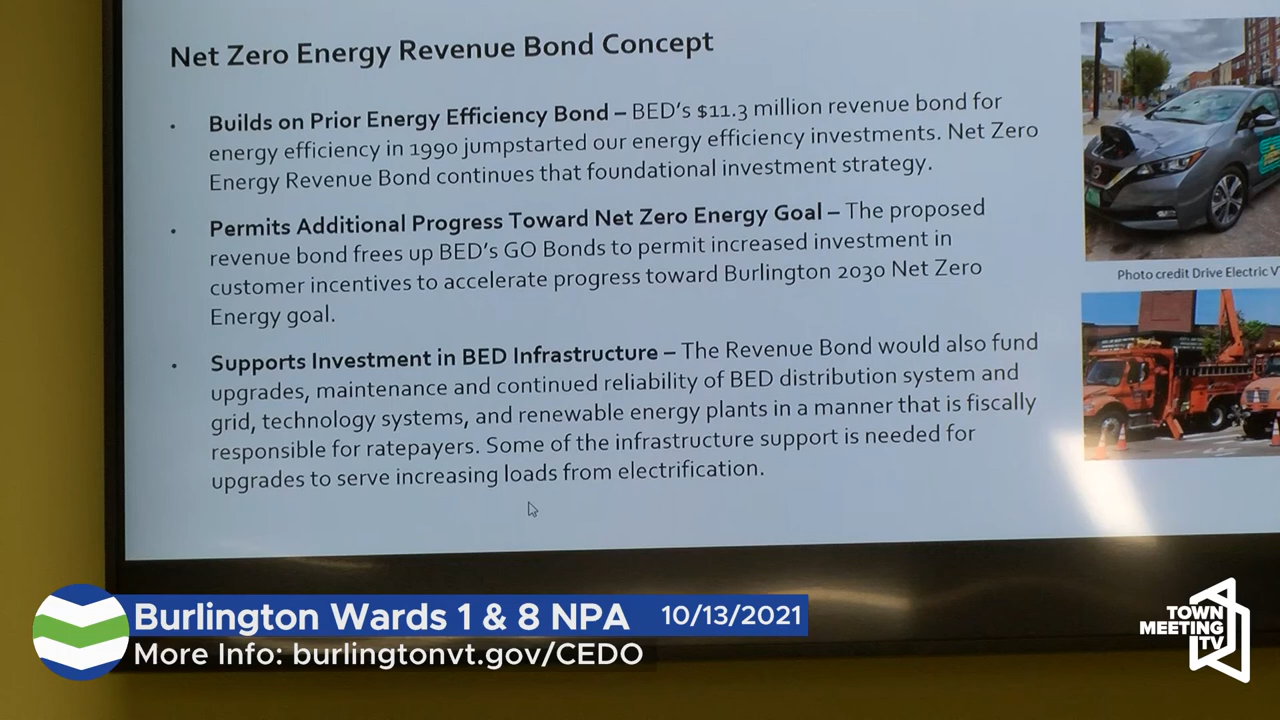 Net Zero Energy Revenue Bond Concept
• Builds on Prior Energy Efficiency Bond – BED's $11.3 million revenue bond for
energy efficiency in 1990 jumpstarted our energy efficiency investments. Net Zero
Energy Revenue Bond continues that foundational investment strategy.
• Permits Additional Progress Toward Net Zero Energy Goal – The proposed
revenue bond frees up BED's GO Bonds to permit increased investment in
customer incentives to accelerate progress toward Burlington 2030 Net Zero
Energy goal.
• Supports Investment in BED Infrastructure – The Revenue Bond would also fund
upgrades, maintenance and continued reliability of BED distribution system and
grid, technology systems, and renewable energy plants in a manner that is fiscally
responsible for ratepayers. Some of the infrastructure support is needed for
upgrades to serve increasing loads from electrification.
Photo credit Drive Electric V
Burlington Wards 1 & 8 NPA 10/13/2021
More Info: burlingtonvt.gov/CEDO
TOWN
MEETING
TV